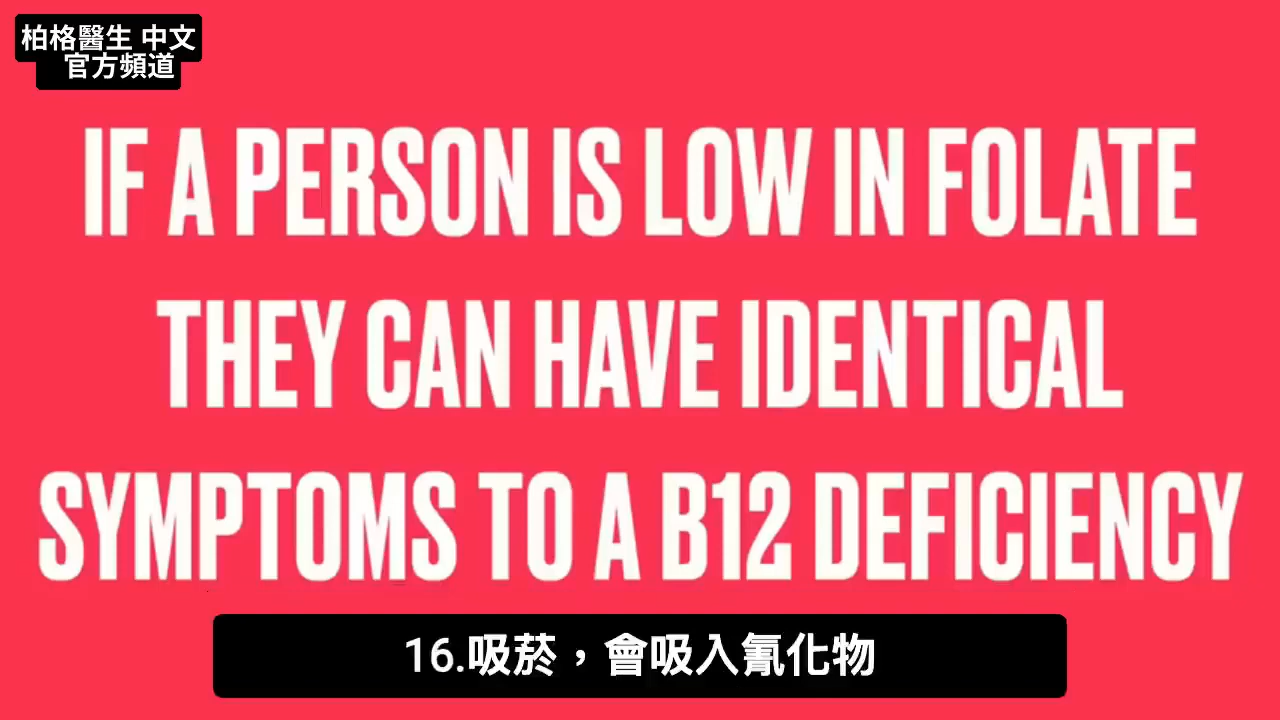 柏格醫生 中文
官方頻道
IF A PERSON IS LOW IN FOLATE
THEY CAN HAVE IDENTICAL
SYMPTOMS TO A B12 DEFICIENCY
16.吸菸，會吸入氰化物